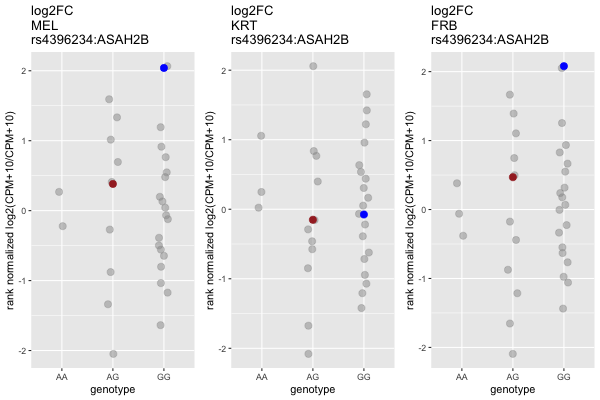 log2FC
MEL
rs4396234:ASAH2B
rank normalized log2(CPM+10/CPM+10)
2
1
0
-1
-2
AA
AG
GG
genotype
log2FC
KRT
rs4396234:ASAH2B
rank normalized log2(CPM+10/CPM+10)
2
1
0
-1
-2
AA
AG
GG
genotype
log2FC
FRB
rs4396234:ASAH2B
rank normalized log2(CPM+10/CPM+10)
2
1
0
-1
-2
AA
AG
GG
genotype